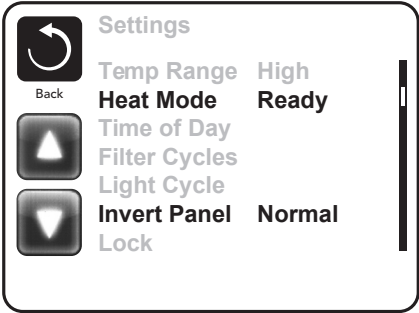 Settings
Back
Temp Range High
Heat Mode Ready
Time of Day
Filter Cycles
Light Cycle
Invert Panel Normal
Lock